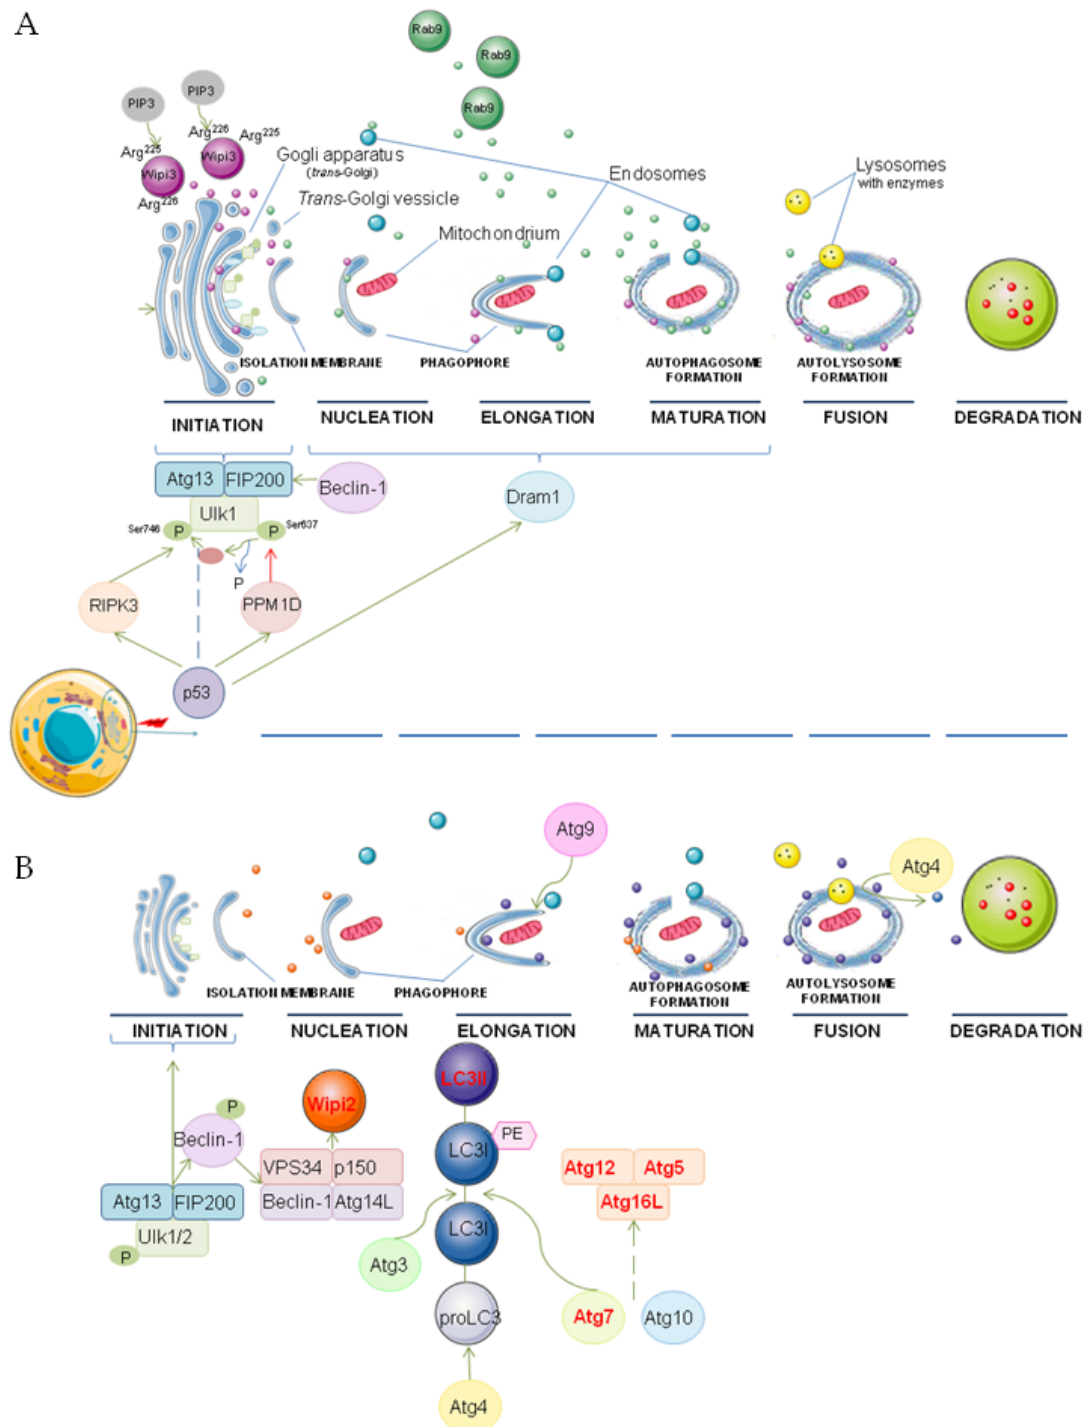 A
Rab9
Rab9
Rab9
PIP3
PIP3
Arg226
Arg225
Arg225
Wipi3
Wipi3
Arg226
Gogli apparatus
(trans-Golgi)
Trans-Golgi vessicle
Mitochondrium
Endosomes
Lysosomes
with enzymes
ISOLATION MEMBRANE
PHAGOPHORE
AUTOPHAGOSOME
FORMATION
AUTOLYSOSOME
FORMATION
INITIATION
NUCLEATION
ELONGATION
MATURATION
FUSION
DEGRADATION
Atg13
FIP200
Beclin-1
Dram1
Ulk1
Ser746
P
P
Ser637
P
RIPK3
PPM1D
p53
B
Atg9
Atg4
ISOLATION MEMBRANE
PHAGOPHORE
AUTOPHAGOSOME
FORMATION
AUTOLYSOSOME
FORMATION
INITIATION
NUCLEATION
ELONGATION
MATURATION
FUSION
DEGRADATION
LC3II
Wipi2
P
Beclin-1
PE
LC3I
VPS34
p150
Atg12
Atg5
Beclin-1
Atg14L
Atg13
FIP200
Atg16L
Ulk1/2
P
LC3I
Atg3
proLC3
Atg7
Atg10
Atg4